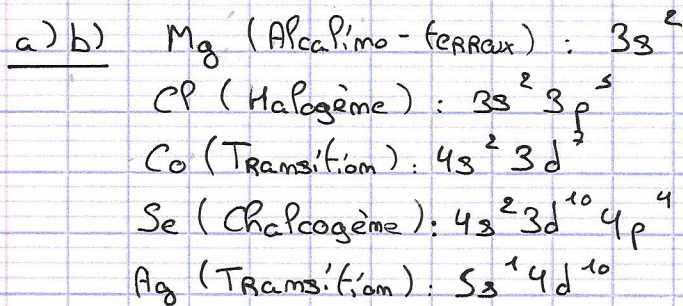 a) b) Mg (Alcalino-terreux) : 3s²
Cl (Halogène) : 3s² 3p⁵
Co (Transition) : 4s² 3d⁷
Se (Chalcogène) : 4s² 3d¹⁰ 4p⁴
Ag (Transition) : 5s¹ 4d¹⁰